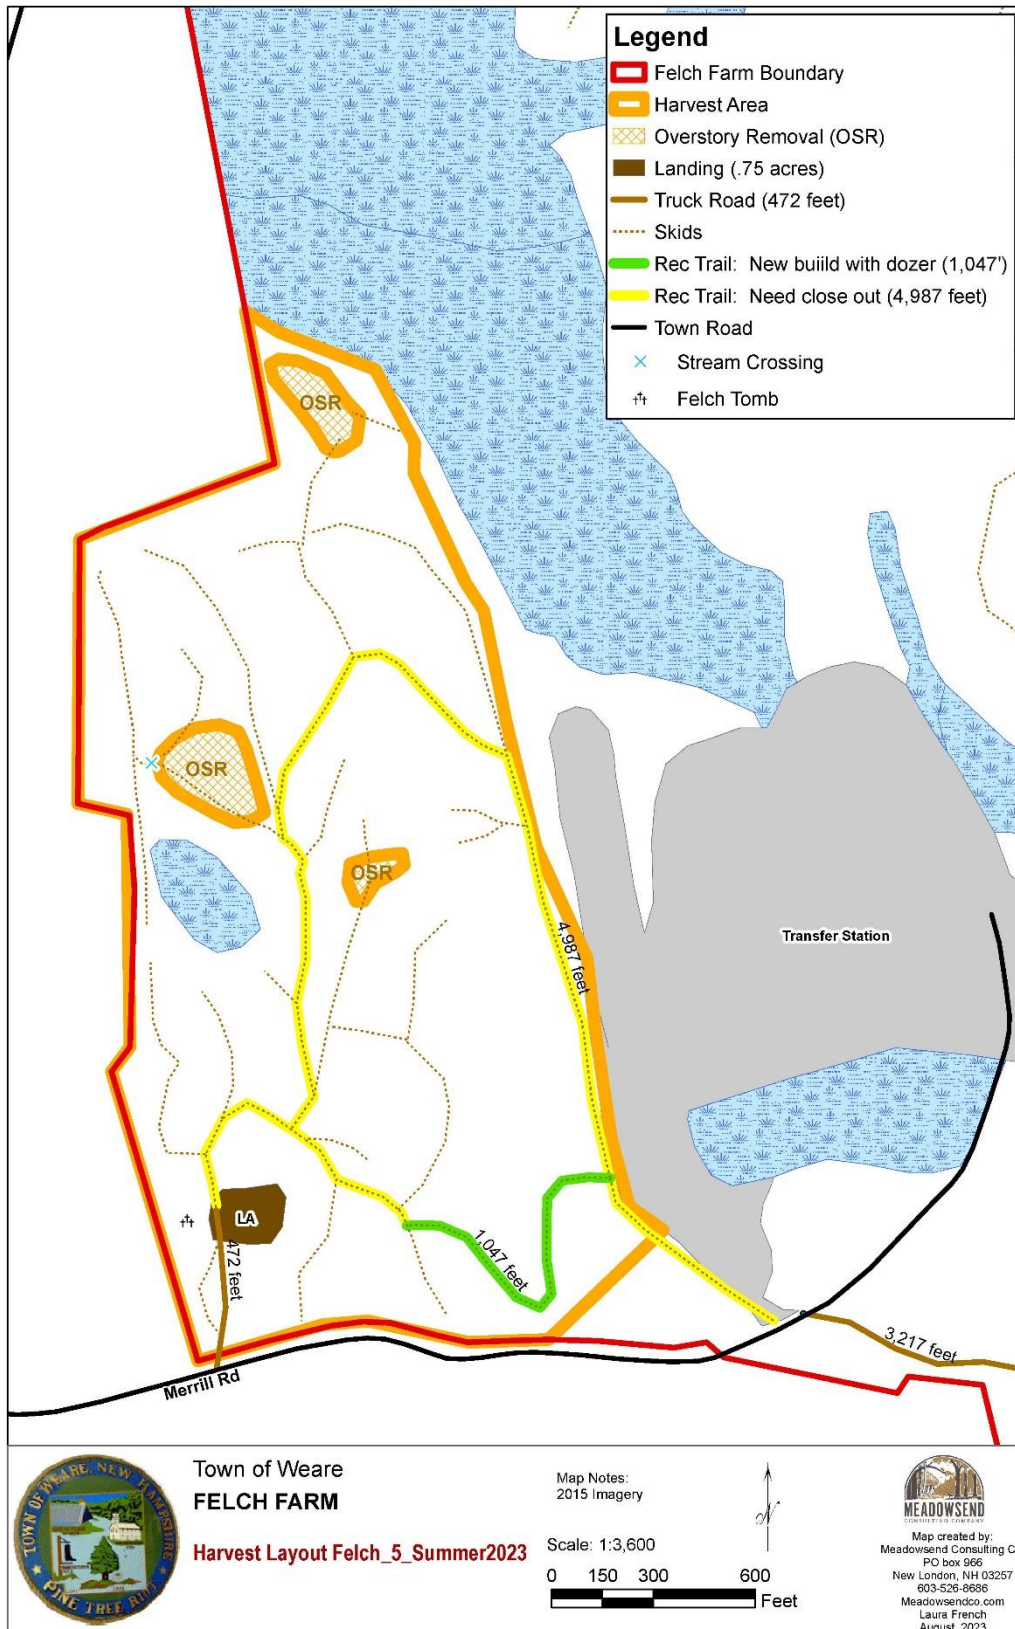 Legend
Felch Farm Boundary
Harvest Area
Overstory Removal (OSR)
Landing (.75 acres)
Truck Road (472 feet)
Skids
Rec Trail: New buiild with dozer (1,047')
Rec Trail: Need close out (4,987 feet)
Town Road
Stream Crossing
Felch Tomb
OSR
OSR
OSR
4,987 feet
Transfer Station
LA
472 feet
1,047 feet
3,217 feet
Merrill Rd
TOWN OF WEARE, NEW HAMPSHIRE
PINE TREE RIOT
Town of Weare
FELCH FARM
Harvest Layout Felch_5_Summer2023
Map Notes:
2015 Imagery
Scale: 1:3,600
0 150 300 600
Feet
N
MEADOWSEND
CONSULTING COMPANY
Map created by:
Meadowsend Consulting C
PO box 966
New London, NH 03257
603-526-8686
Meadowsendco.com
Laura French
August, 2023